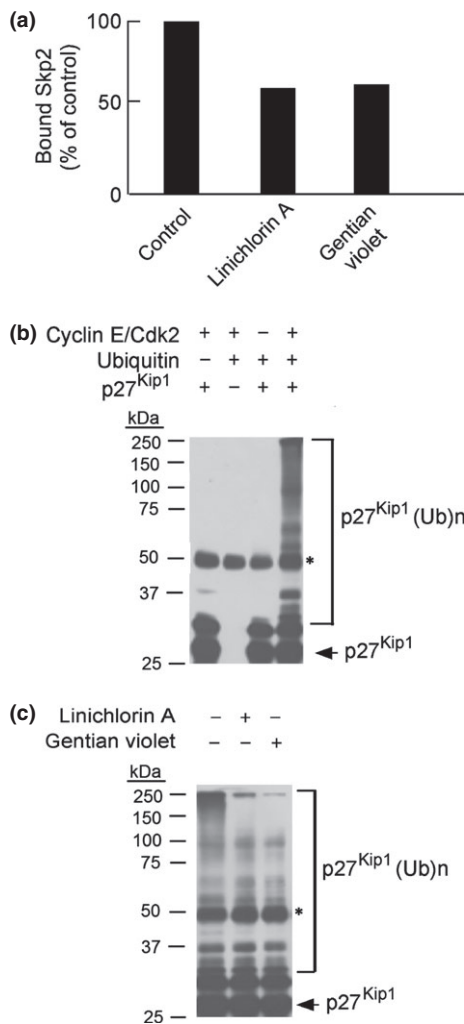 (a)
Bound Skp2
(% of control)
100
50
0
Control
Linichlorin A
Gentian
violet
(b)
Cyclin E/Cdk2 + + − +
Ubiquitin − + + +
p27Kip1 + − + +
kDa
250
150
100
75
50
37
25
p27Kip1 (Ub)n
*
p27Kip1
(c)
Linichlorin A − + −
Gentian violet − − +
kDa
250
150
100
75
50
37
25
p27Kip1 (Ub)n
*
p27Kip1